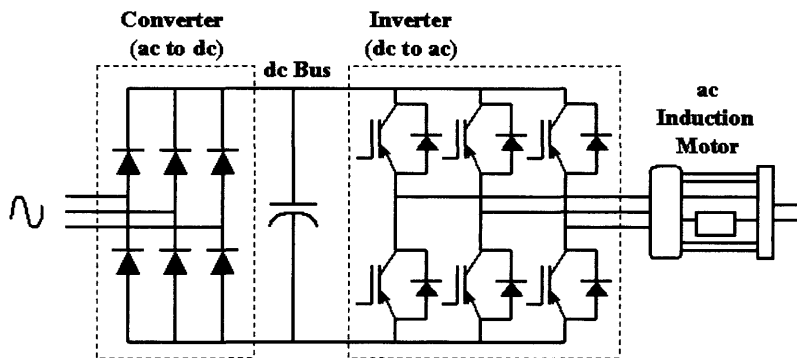 Converter
(ac to dc)
dc Bus
Inverter
(dc to ac)
ac
Induction
Motor